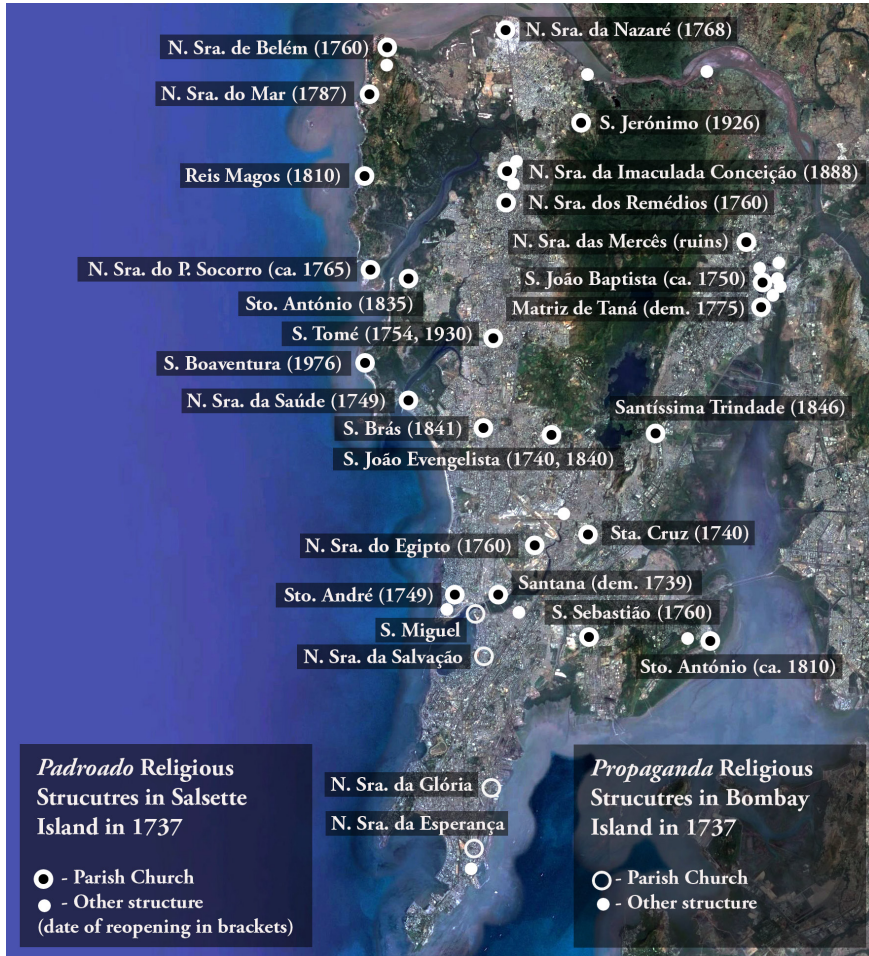 N. Sra. da Nazaré (1768)
N. Sra. de Belém (1760)
N. Sra. do Mar (1787)
S. Jerónimo (1926)
Reis Magos (1810)
N. Sra. da Imaculada Conceição (1888)
N. Sra. dos Remédios (1760)
N. Sra. das Mercês (ruins)
N. Sra. do P. Socorro (ca. 1765)
S. João Baptista (ca. 1750)
Sto. António (1835)
Matriz de Taná (dem. 1775)
S. Tomé (1754, 1930)
S. Boaventura (1976)
N. Sra. da Saúde (1749)
Santíssima Trindade (1846)
S. Brás (1841)
S. João Evengelista (1740, 1840)
Sta. Cruz (1740)
N. Sra. do Egipto (1760)
Santana (dem. 1739)
Sto. André (1749)
S. Sebastião (1760)
S. Miguel
N. Sra. da Salvação
Sto. António (ca. 1810)
N. Sra. da Glória
N. Sra. da Esperança
Padroado Religious
Strucutres in Salsette
Island in 1737
- Parish Church
- Other structure
(date of reopening in brackets)
Propaganda Religious
Strucutres in Bombay
Island in 1737
- Parish Church
- Other structure